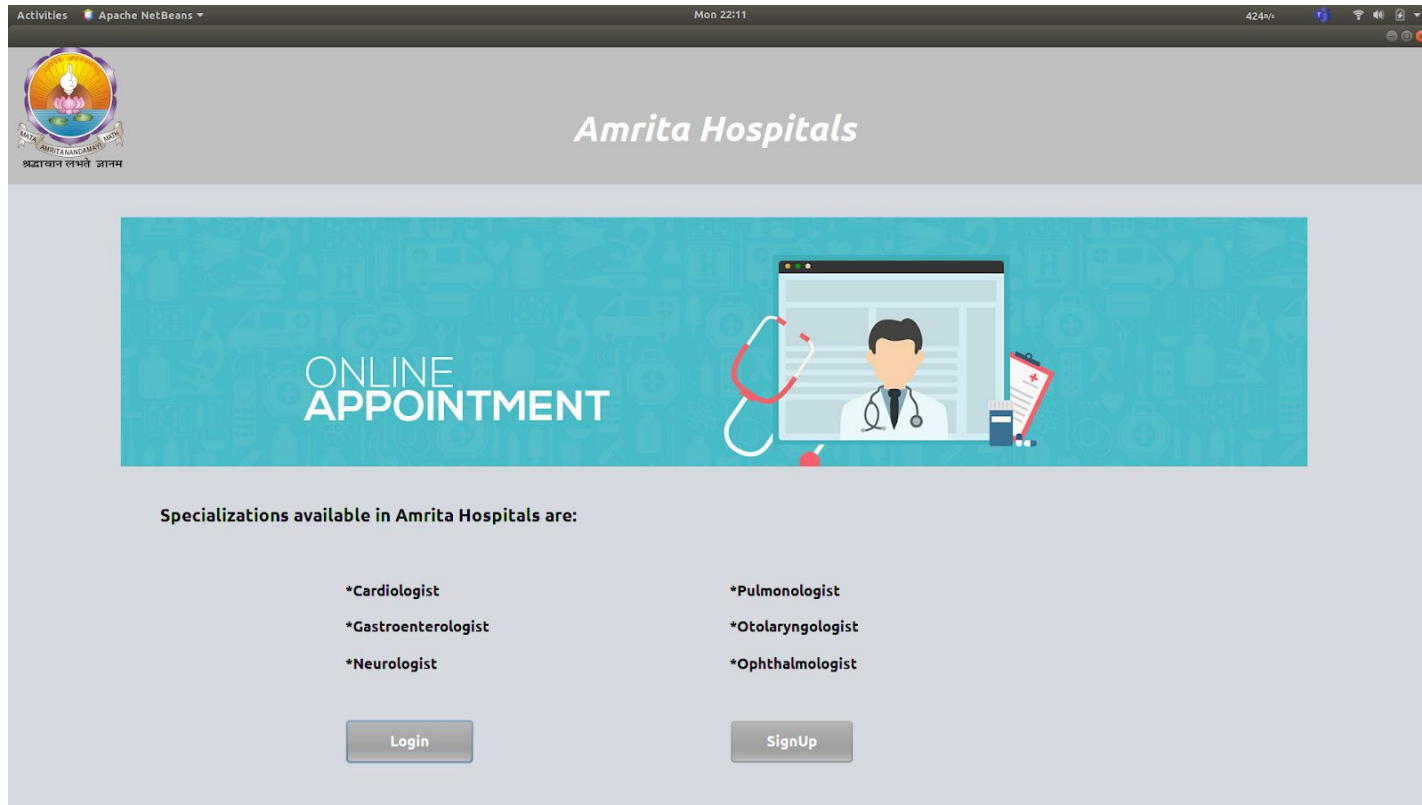 Activities Apache NetBeans Mon 22:11
Amrita Hospitals
MATA AMRITANANDAMAYI MATH
श्रद्धावान लभते ज्ञानम
ONLINE
APPOINTMENT
Specializations available in Amrita Hospitals are:
*Cardiologist *Pulmonologist
*Gastroenterologist *Otolaryngologist
*Neurologist *Ophthalmologist
Login SignUp